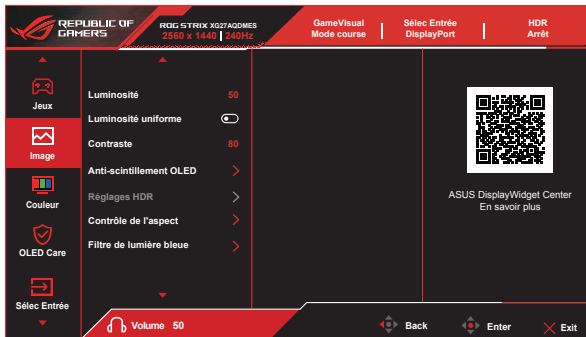 REPUBLIC OF
GAMERS
ROG STRIX XG27AQDMES
2560 x 1440 240Hz
GameVisual
Mode course
Sélec Entrée
DisplayPort
HDR
Arrêt
Jeux
Image
Couleur
OLED Care
Sélec Entrée
Luminosité 50
Luminosité uniforme
Contraste 80
Anti-scintillement OLED
Réglages HDR
Contrôle de l'aspect
Filtre de lumière bleue
ASUS DisplayWidget Center
En savoir plus
Volume 50
Back
Enter
Exit